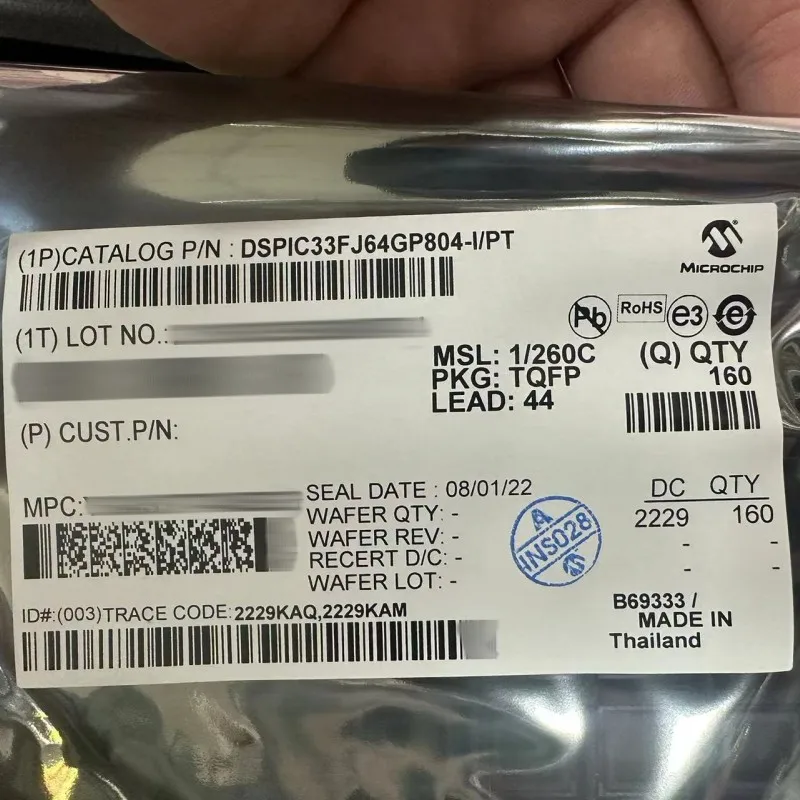 (1P)CATALOG P/N : DSPIC33FJ64GP804-I/PT
MICROCHIP
(1T) LOT NO.:
Pb RoHS e3 e
MSL: 1/260C (Q) QTY
PKG: TQFP 160
LEAD: 44
(P) CUST.P/N:
MPC:
SEAL DATE : 08/01/22
WAFER QTY: -
WAFER REV: -
RECERT D/C: -
WAFER LOT: -
A
INS028
DC QTY
2229 160
- -
- -
ID#:(003)TRACE CODE:2229KAQ,2229KAM
B69333 /
MADE IN
Thailand